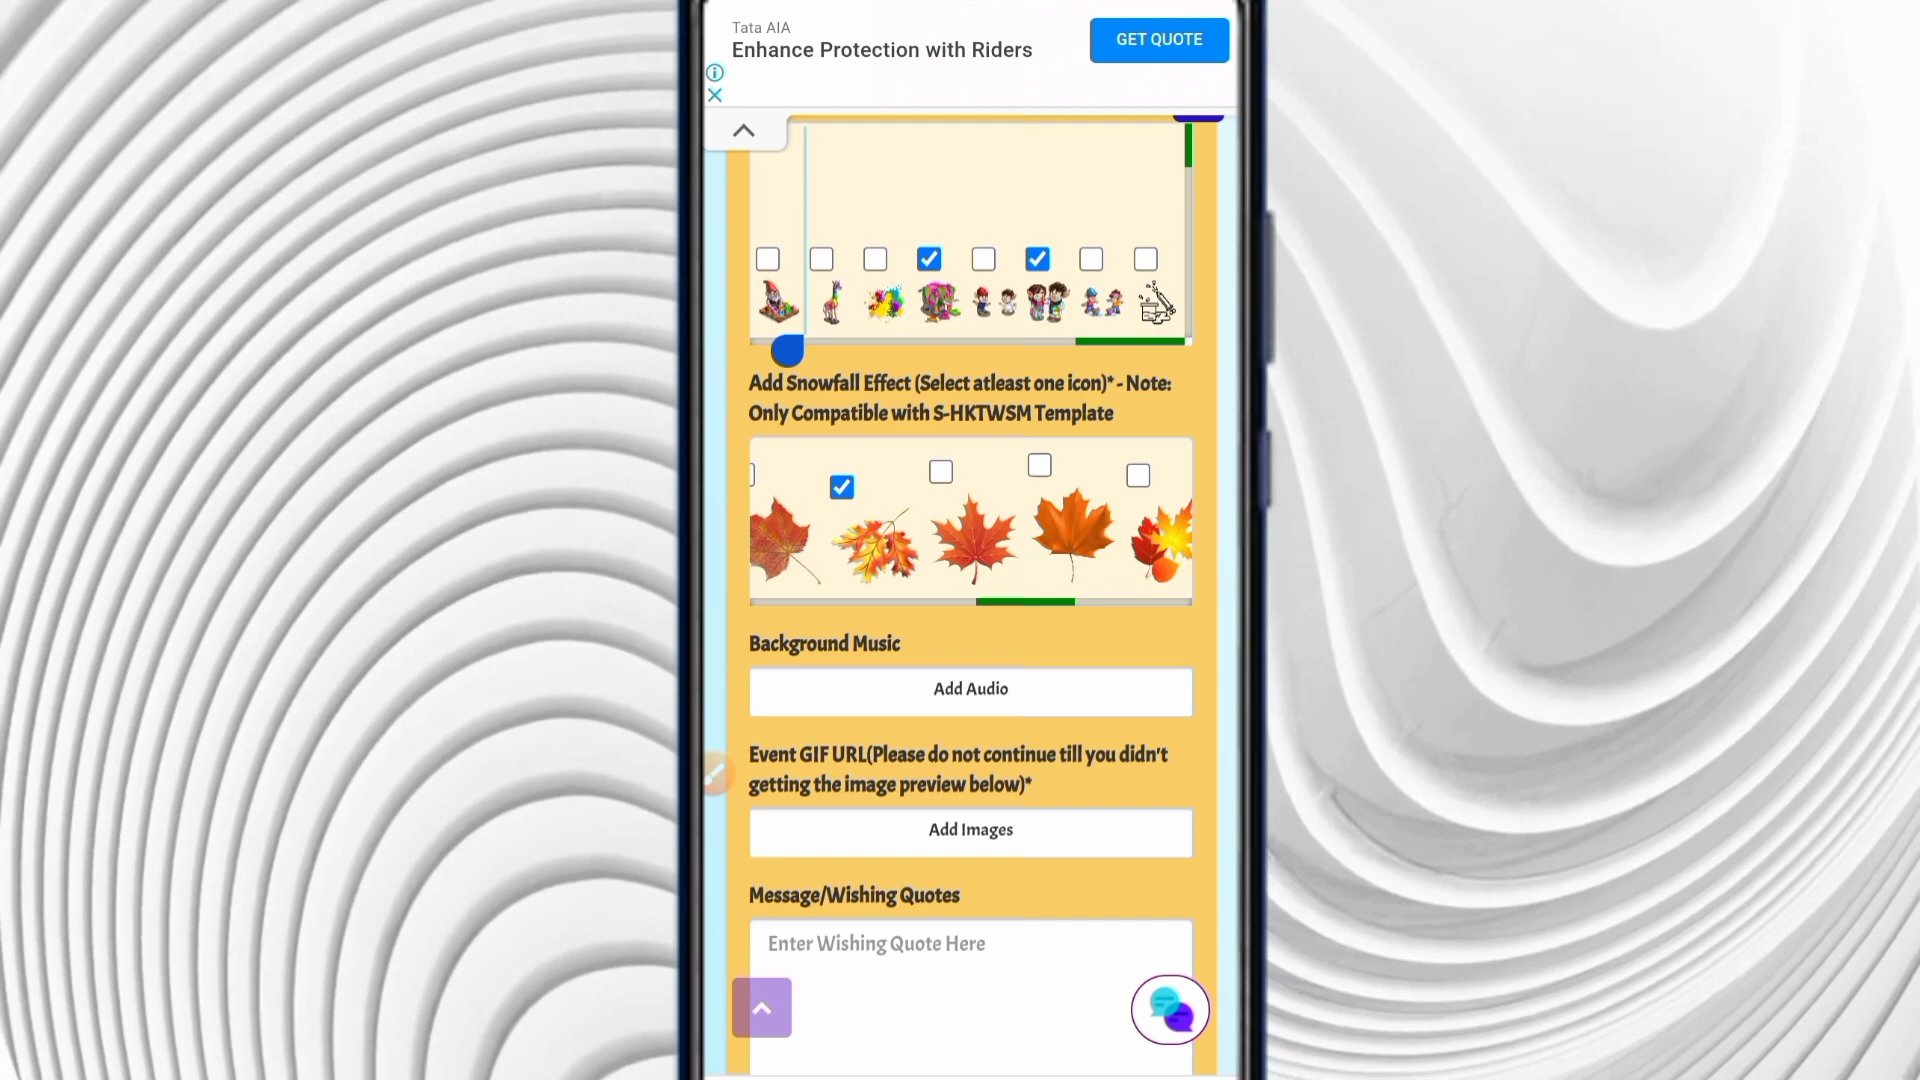 Tata AIA
Enhance Protection with Riders
GET QUOTE
Add Snowfall Effect (Select atleast one icon)* - Note:
Only Compatible with S-HKTWSM Template
Background Music
Add Audio
Event GIF URL(Please do not continue till you didn't
getting the image preview below)*
Add Images
Message/Wishing Quotes
Enter Wishing Quote Here